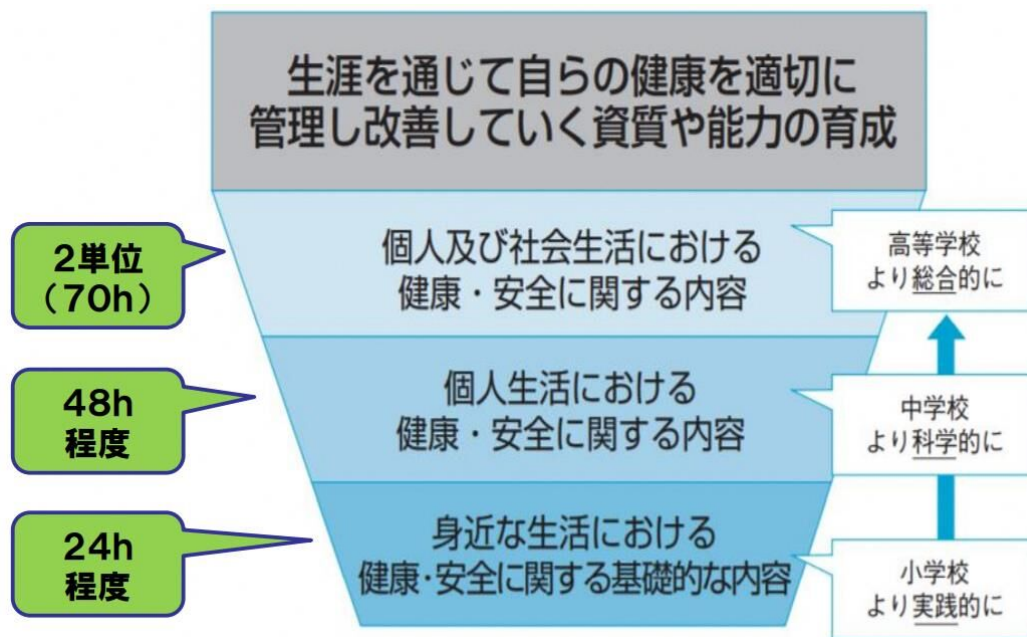 生涯を通じて自らの健康を適切に
管理し改善していく資質や能力の育成
2単位
（70h）
個人及び社会生活における
健康・安全に関する内容
高等学校
より総合的に
48h
程度
個人生活における
健康・安全に関する内容
中学校
より科学的に
24h
程度
身近な生活における
健康・安全に関する基礎的な内容
小学校
より実践的に